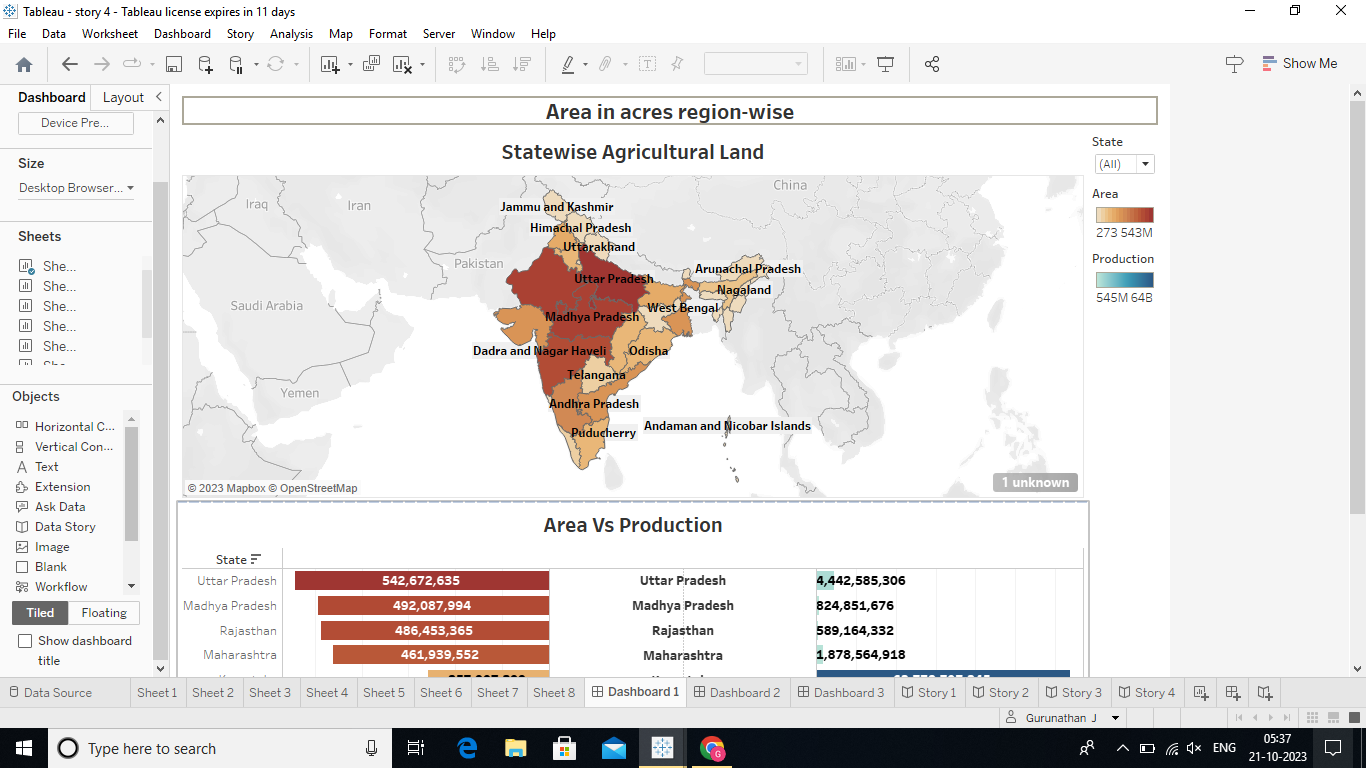 Tableau - story 4 - Tableau license expires in 11 days
File Data Worksheet Dashboard Story Analysis Map Format Server Window Help
Show Me
Dashboard Layout
Device Pre...
Size
Desktop Browser...
Sheets
She...
She...
She...
She...
She...
Objects
Horizontal C...
Vertical Con...
Text
Extension
Ask Data
Data Story
Image
Blank
Workflow
Tiled Floating
Show dashboard
title
Area in acres region-wise
Statewise Agricultural Land
China
Iraq
Iran
Pakistan
Saudi Arabia
Yemen
Jammu and Kashmir
Himachal Pradesh
Uttarakhand
Arunachal Pradesh
Uttar Pradesh
Nagaland
West Bengal
Madhya Pradesh
Dadra and Nagar Haveli
Odisha
Telangana
Andhra Pradesh
Andaman and Nicobar Islands
Puducherry
© 2023 Mapbox © OpenStreetMap
1 unknown
State
(All)
Area
273 543M
Production
545M 64B
Area Vs Production
State
Uttar Pradesh 542,672,635 Uttar Pradesh 4,442,585,306
Madhya Pradesh 492,087,994 Madhya Pradesh 824,851,676
Rajasthan 486,453,365 Rajasthan 589,164,332
Maharashtra 461,939,552 Maharashtra 1,878,564,918
Data Source Sheet 1 Sheet 2 Sheet 3 Sheet 4 Sheet 5 Sheet 6 Sheet 7 Sheet 8 Dashboard 1 Dashboard 2 Dashboard 3 Story 1 Story 2 Story 3 Story 4
Gurunathan J
Type here to search
G
ENG
05:37
21-10-2023